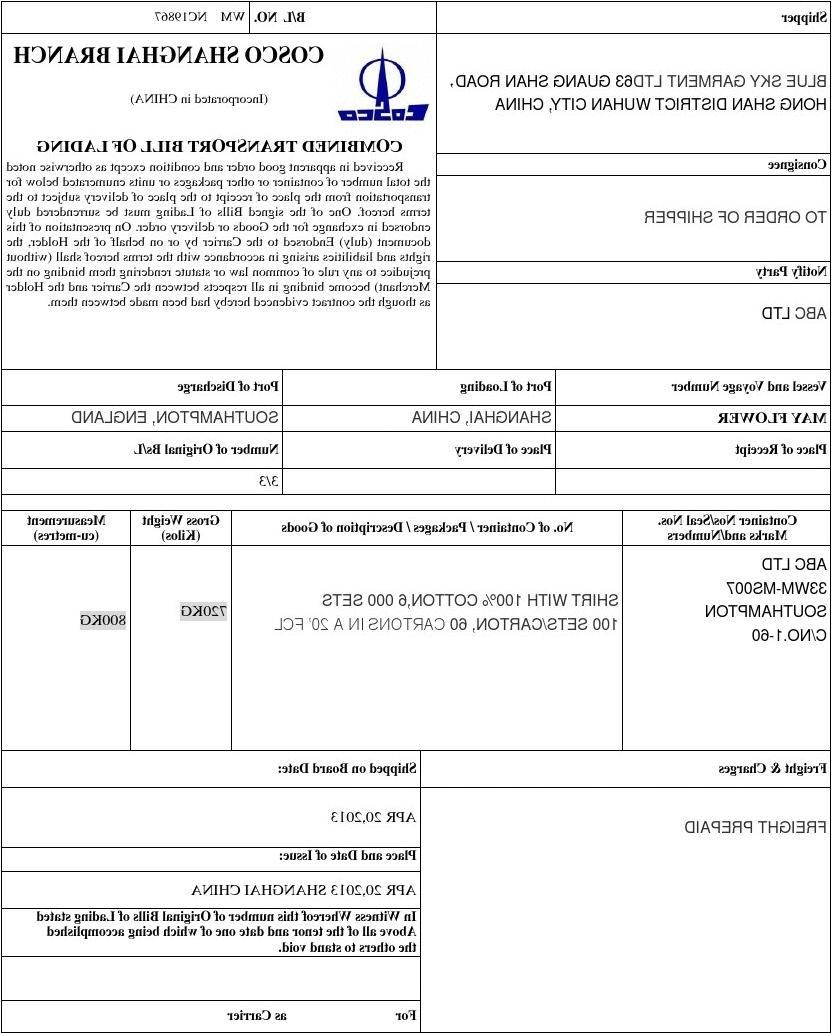 Shipper
BLUE SKY GARMENT LTD63 GUANG SHAN ROAD,
HONG SHAN DISTRICT WUHAN CITY, CHINA
B/L NO. WM NC19867
COSCO SHANGHAI BRANCH
COSCO
(Incorporated in CHINA)
COMBINED TRANSPORT BILL OF LADING
Received in apparent good order and condition except as otherwise noted
the total number of container or other packages or units enumerated below for
transportation from the place of receipt to the place of delivery subject to the
terms hereof. One of the signed Bills of Lading must be surrendered duly
endorsed in exchange for the Goods or delivery order. On presentation of this
document (duly) Endorsed to the Carrier by or on behalf of the Holder, the
rights and liabilities arising in accordance with the terms hereof shall (without
prejudice to any rule of common law or statute rendering them binding on the
Merchant) become binding in all respects between the Carrier and the Holder
as though the contract evidenced hereby had been made between them.
Consignee
TO ORDER OF SHIPPER
Notify Party
ABC LTD
Vessel and Voyage Number Port of Loading Port of Discharge
MAY FLOWER SHANGHAI, CHINA SOUTHAMPTON, ENGLAND
Place of Receipt Place of Delivery Number of Original Bs/L
3/3
Container Nos/Seal Nos.
Marks and/Numbers
No. of Container / Packages / Description of Goods
Gross Weight
(Kilos)
Measurement
(cu-metres)
ABC LTD
33WM-MS007
SOUTHAMPTON
C/NO.1-60
SHIRT WITH 100% COTTON,6 000 SETS
100 SETS/CARTON, 60 CARTONS IN A 20' FCL
720KG
800KG
Freight & Charges
FREIGHT PREPAID
Shipped on Board Date:
APR 20,2013
Place and Date of Issue:
APR 20,2013 SHANGHAI CHINA
In Witness Whereof this number of Original Bills of Lading stated
Above all of the tenor and date one of which being accomplished
the others to stand void.
For as Carrier